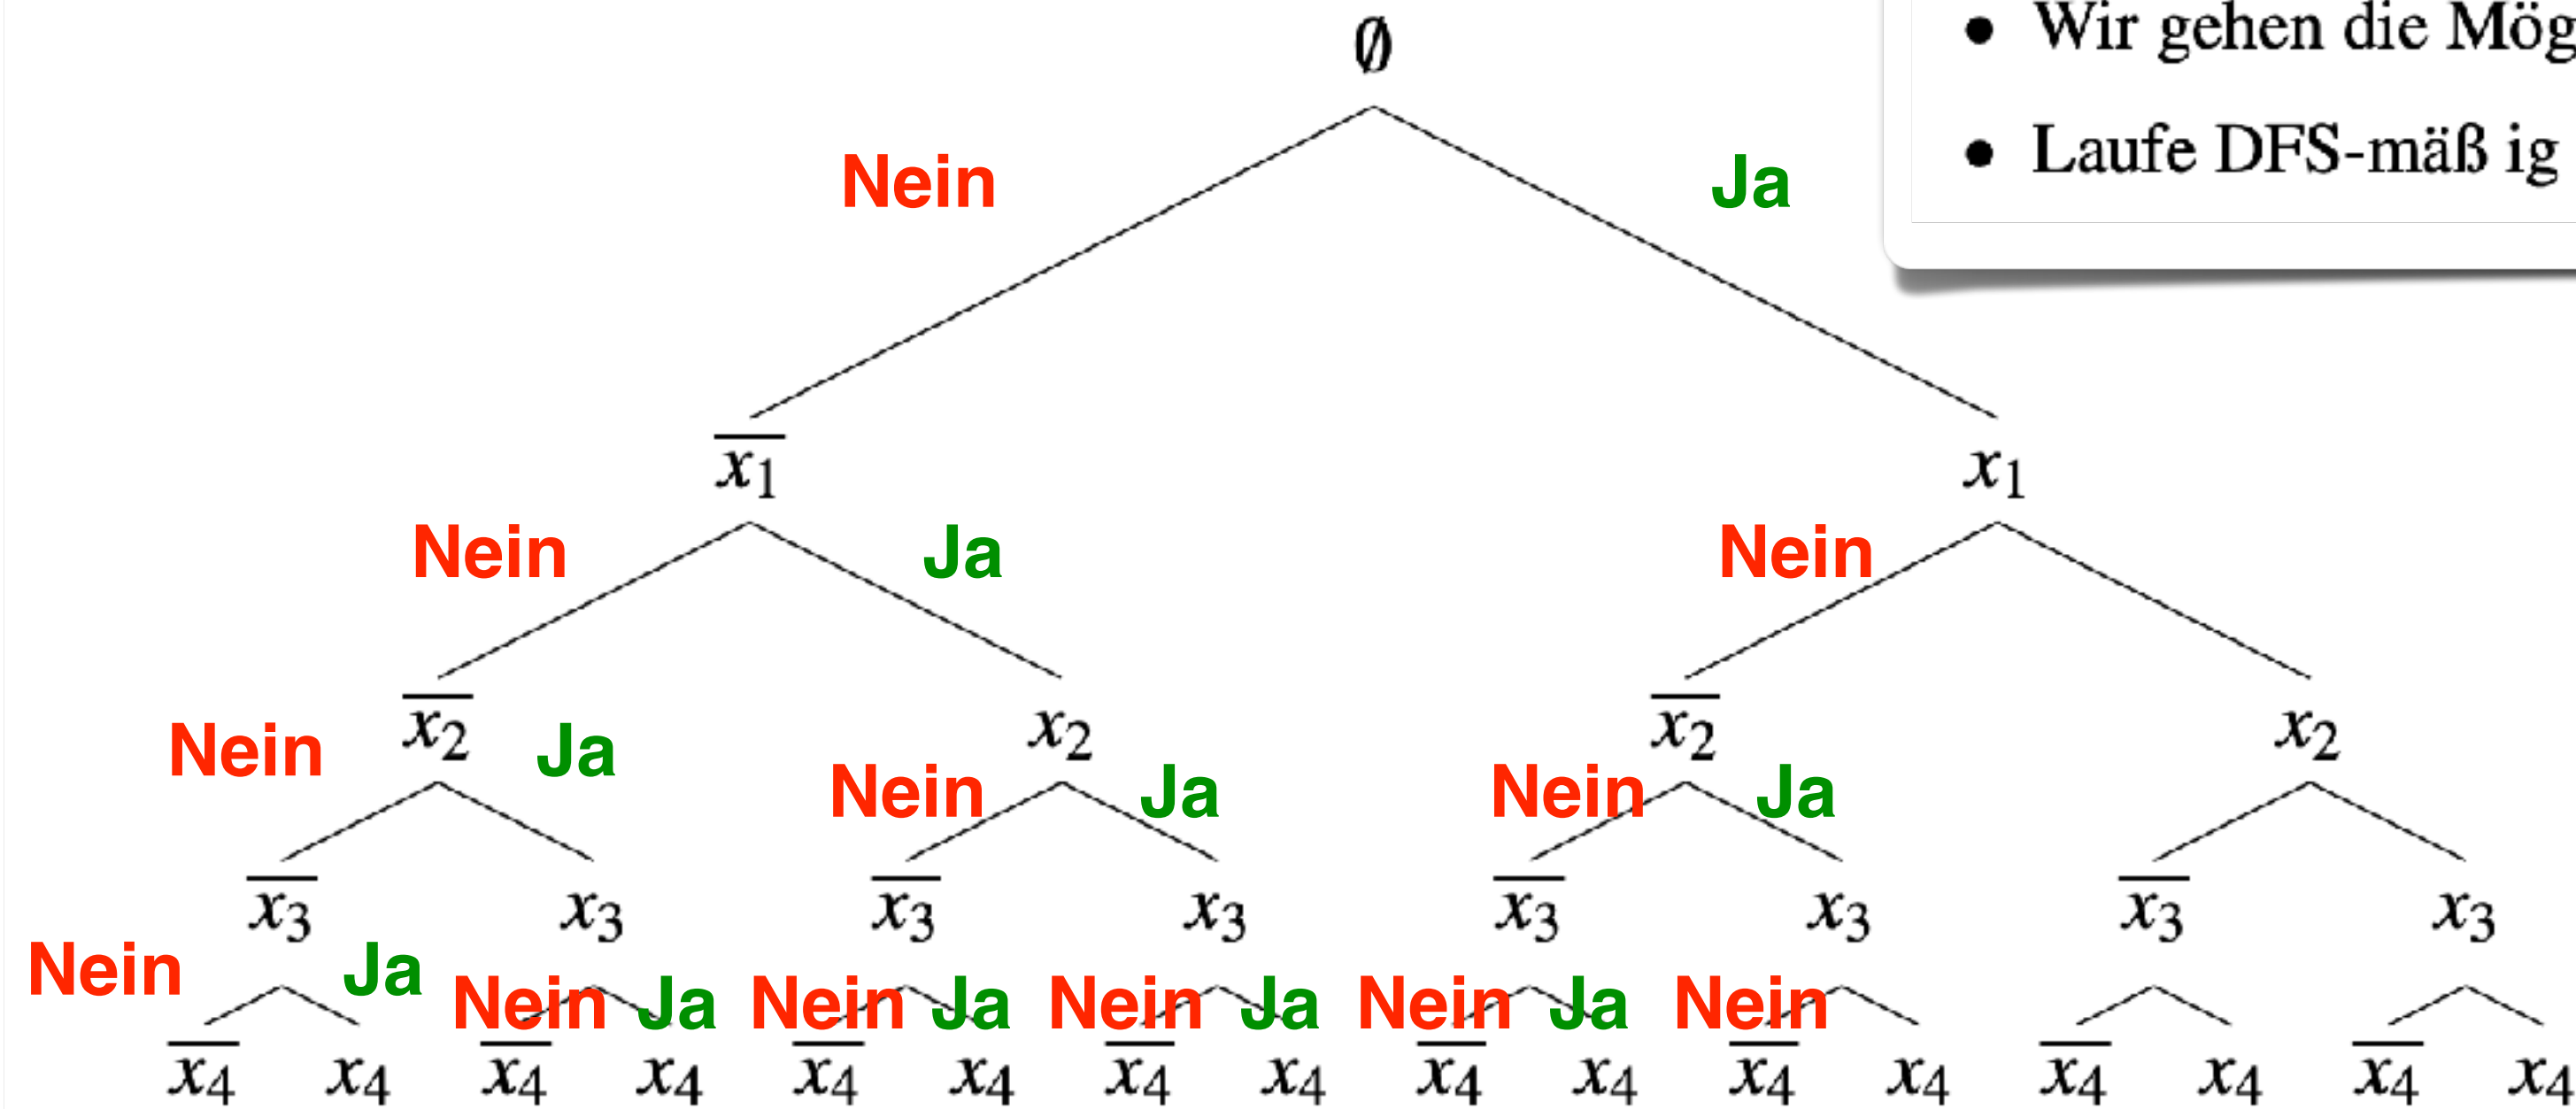 ∅
• Wir gehen die Mög
• Laufe DFS-mäß ig
Nein Ja
x̅₁ x₁
Nein Ja Nein
x̅₂ x₂ x̅₂ x₂
Nein Ja Nein Ja Nein Ja
x̅₃ x₃ x̅₃ x₃ x̅₃ x₃ x̅₃ x₃
Nein Ja Nein Ja Nein Ja Nein Ja Nein Ja Nein
x̅₄ x₄ x̅₄ x₄ x̅₄ x₄ x̅₄ x₄ x̅₄ x₄ x̅₄ x₄ x̅₄ x₄ x̅₄ x₄